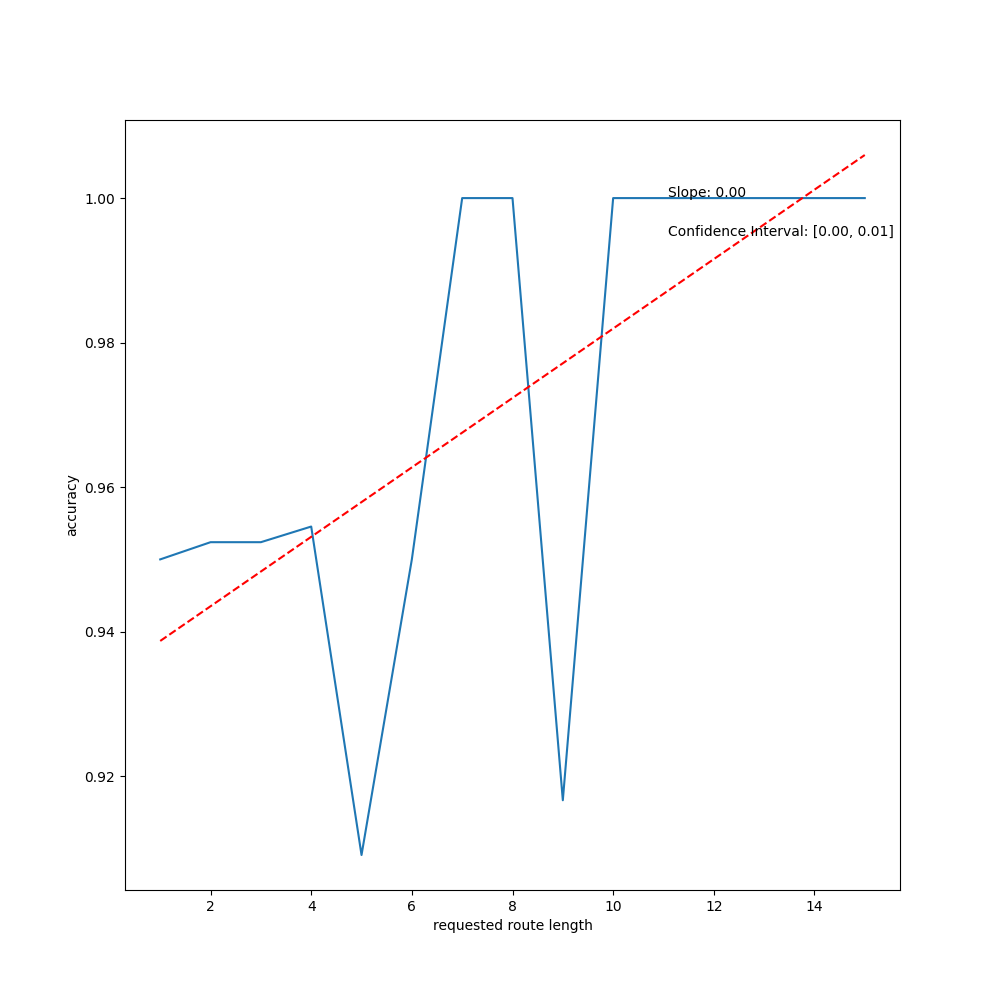 1.00
0.98
0.96
0.94
0.92
accuracy
Slope: 0.00
Confidence Interval: [0.00, 0.01]
2 4 6 8 10 12 14
requested route length